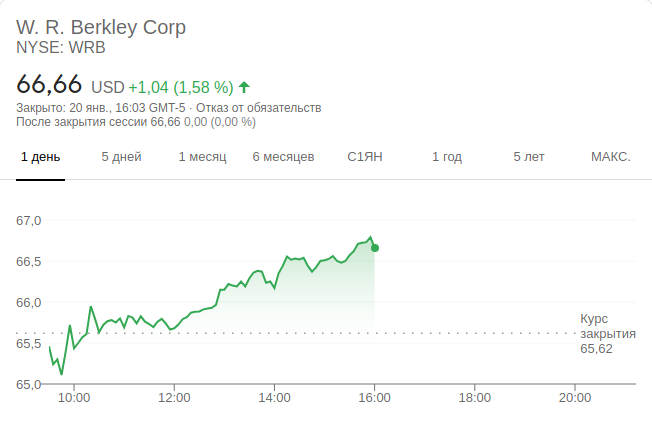 W. R. Berkley Corp
NYSE: WRB
66,66 USD +1,04 (1,58 %)
Закрыто: 20 янв., 16:03 GMT-5 · Отказ от обязательств
После закрытия сессии 66,66 0,00 (0,00 %)
1 день 5 дней 1 месяц 6 месяцев С1ЯН 1 год 5 лет МАКС.
67,0
66,5
66,0
65,5
65,0
Курс
закрытия
65,62
10:00 12:00 14:00 16:00 18:00 20:00